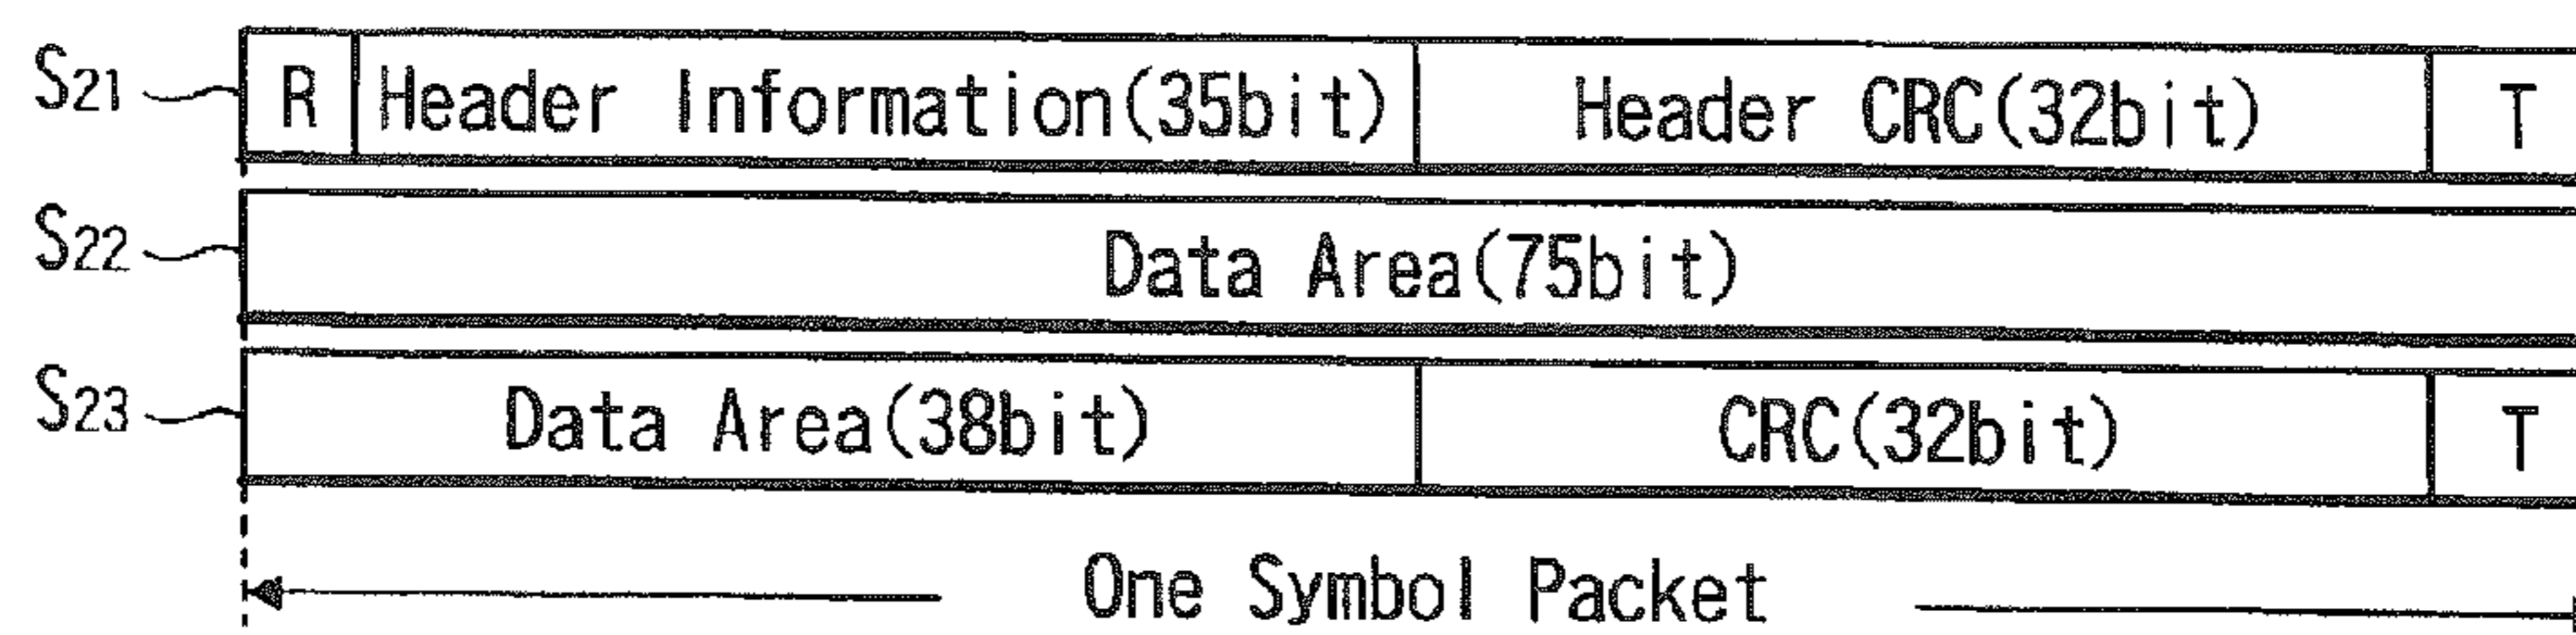 S21 R Header Information(35bit) Header CRC(32bit) T
S22 Data Area(75bit)
S23 Data Area(38bit) CRC(32bit) T
One Symbol Packet